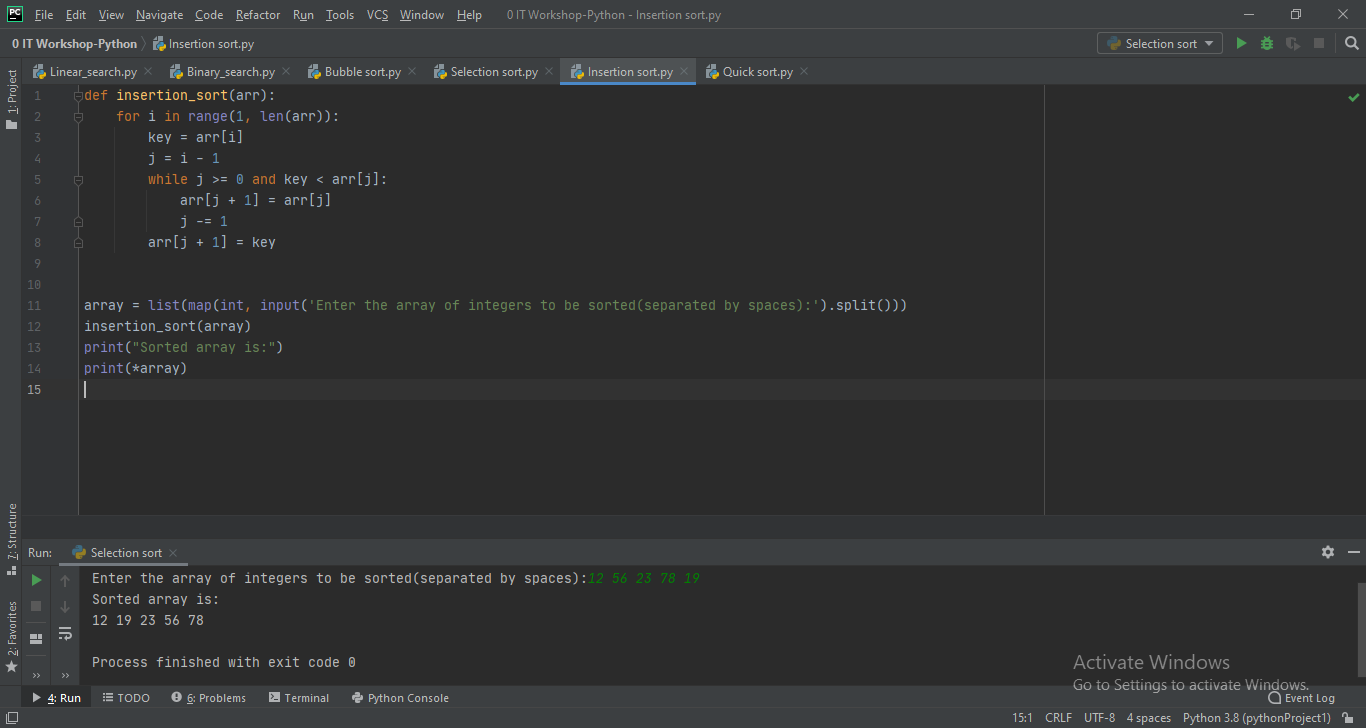 PC File Edit View Navigate Code Refactor Run Tools VCS Window Help 0 IT Workshop-Python - Insertion sort.py
0 IT Workshop-Python Insertion sort.py Selection sort
1: Project
Linear_search.py Binary_search.py Bubble sort.py Selection sort.py Insertion sort.py Quick sort.py
1 def insertion_sort(arr):
2 for i in range(1, len(arr)):
3 key = arr[i]
4 j = i - 1
5 while j >= 0 and key < arr[j]:
6 arr[j + 1] = arr[j]
7 j -= 1
8 arr[j + 1] = key
9
10
11 array = list(map(int, input('Enter the array of integers to be sorted(separated by spaces):').split()))
12 insertion_sort(array)
13 print("Sorted array is:")
14 print(*array)
15
7: Structure
2: Favorites
Run: Selection sort
Enter the array of integers to be sorted(separated by spaces):12 56 23 78 19
Sorted array is:
12 19 23 56 78
Process finished with exit code 0
Activate Windows
Go to Settings to activate Windows.
4: Run TODO 6: Problems Terminal Python Console Event Log
15:1 CRLF UTF-8 4 spaces Python 3.8 (pythonProject1)